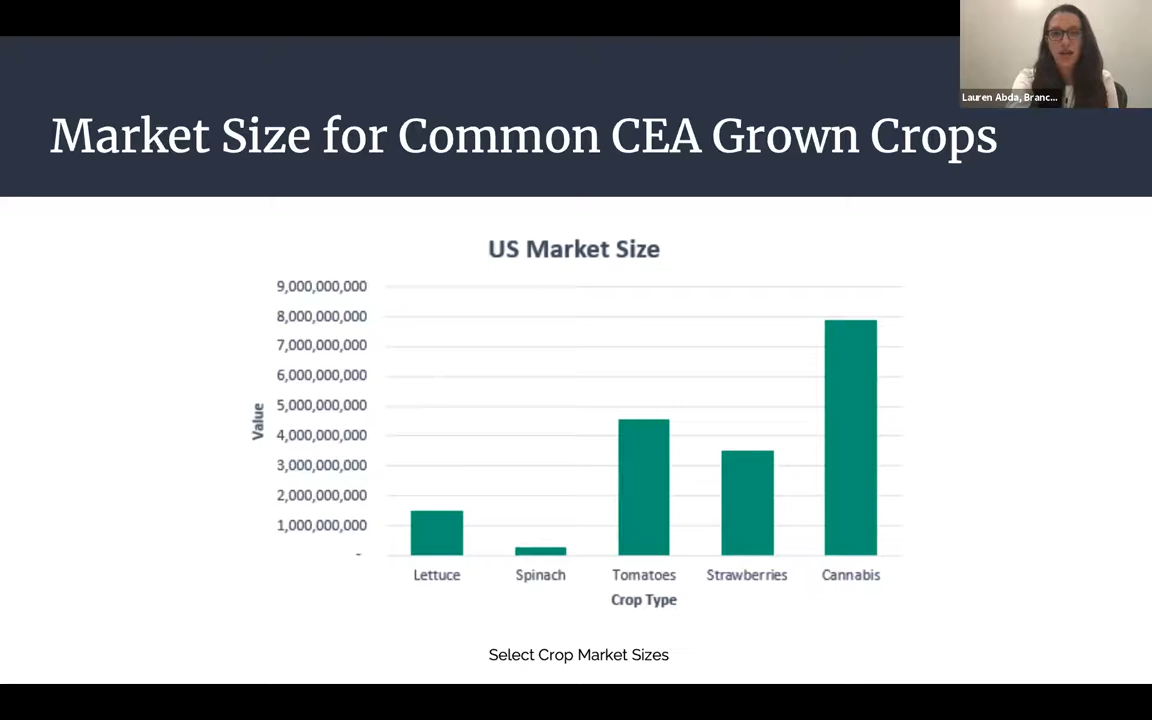 Lauren Abda, Branc...
Market Size for Common CEA Grown Crops
US Market Size
9,000,000,000
8,000,000,000
7,000,000,000
6,000,000,000
5,000,000,000
4,000,000,000
3,000,000,000
2,000,000,000
1,000,000,000
-
Value
Lettuce Spinach Tomatoes Strawberries Cannabis
Crop Type
Select Crop Market Sizes